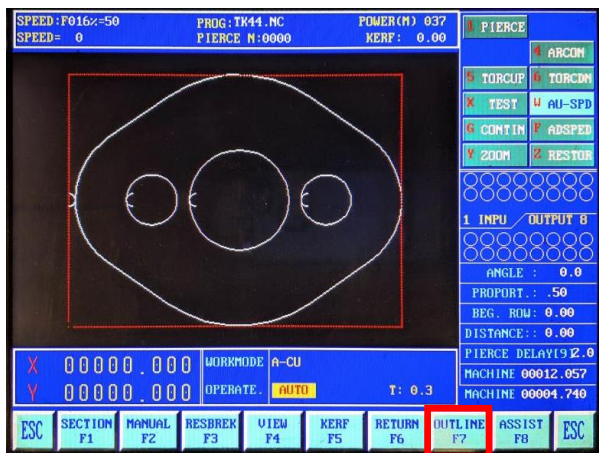 SPEED:F016%=50 PROG:TK44.NC POWER(M) 037
SPEED= 0 PIERCE N:0000 KERF: 0.00
1 PIERCE
4 ARCON
5 TORCUP 6 TORCDN
X TEST W AU-SPD
G CONTIN F ADSPED
Y ZOOM Z RESTOR
1 INPU / OUTPUT 8
ANGLE : 0.0
PROPORT.: .50
BEG. ROW: 0.00
DISTANCE:: 0.00
PIERCE DELAY[9]2.0
MACHINE 00012.057
MACHINE 00004.740
X 00000.000 WORKMODE A-CU
Y 00000.000 OPERATE. AUTO T: 0.3
ESC SECTION F1 MANUAL F2 RESBREK F3 VIEW F4 KERF F5 RETURN F6 OUTLINE F7 ASSIST F8 ESC